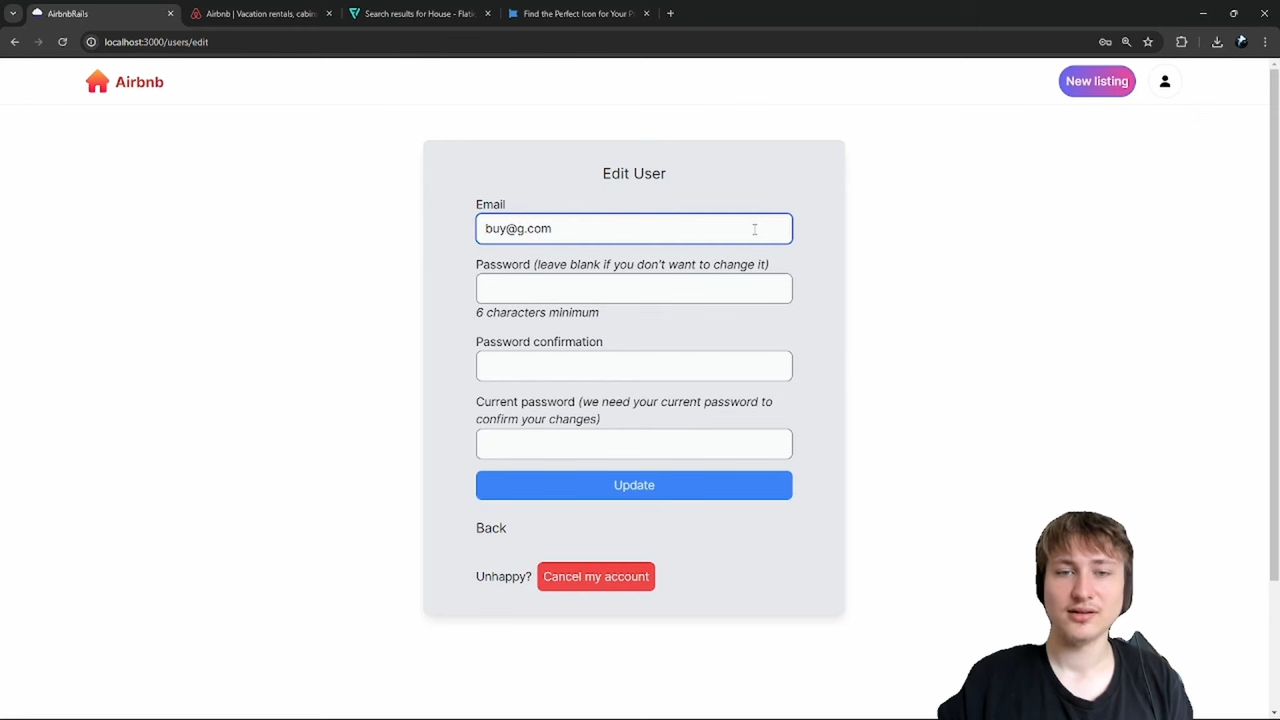 AirbnbRails
Airbnb | Vacation rentals, cabin
Search results for House - Flati
Find the Perfect Icon for Your P
localhost:3000/users/edit
Airbnb
New listing
Edit User
Email
buy@g.com
Password (leave blank if you don't want to change it)
6 characters minimum
Password confirmation
Current password (we need your current password to
confirm your changes)
Update
Back
Unhappy? Cancel my account